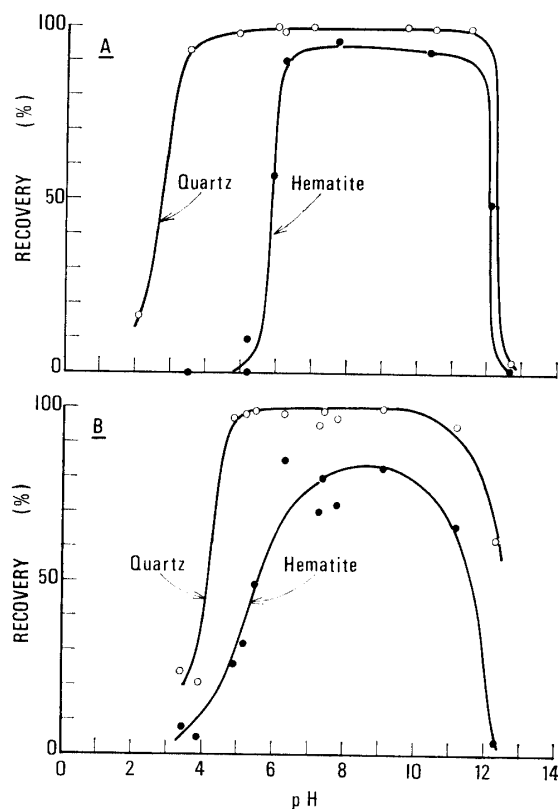 100
A
RECOVERY (%)
Quartz
Hematite
50
0
100
B
RECOVERY (%)
Quartz
Hematite
50
0
0 2 4 6 8 10 12 14
pH